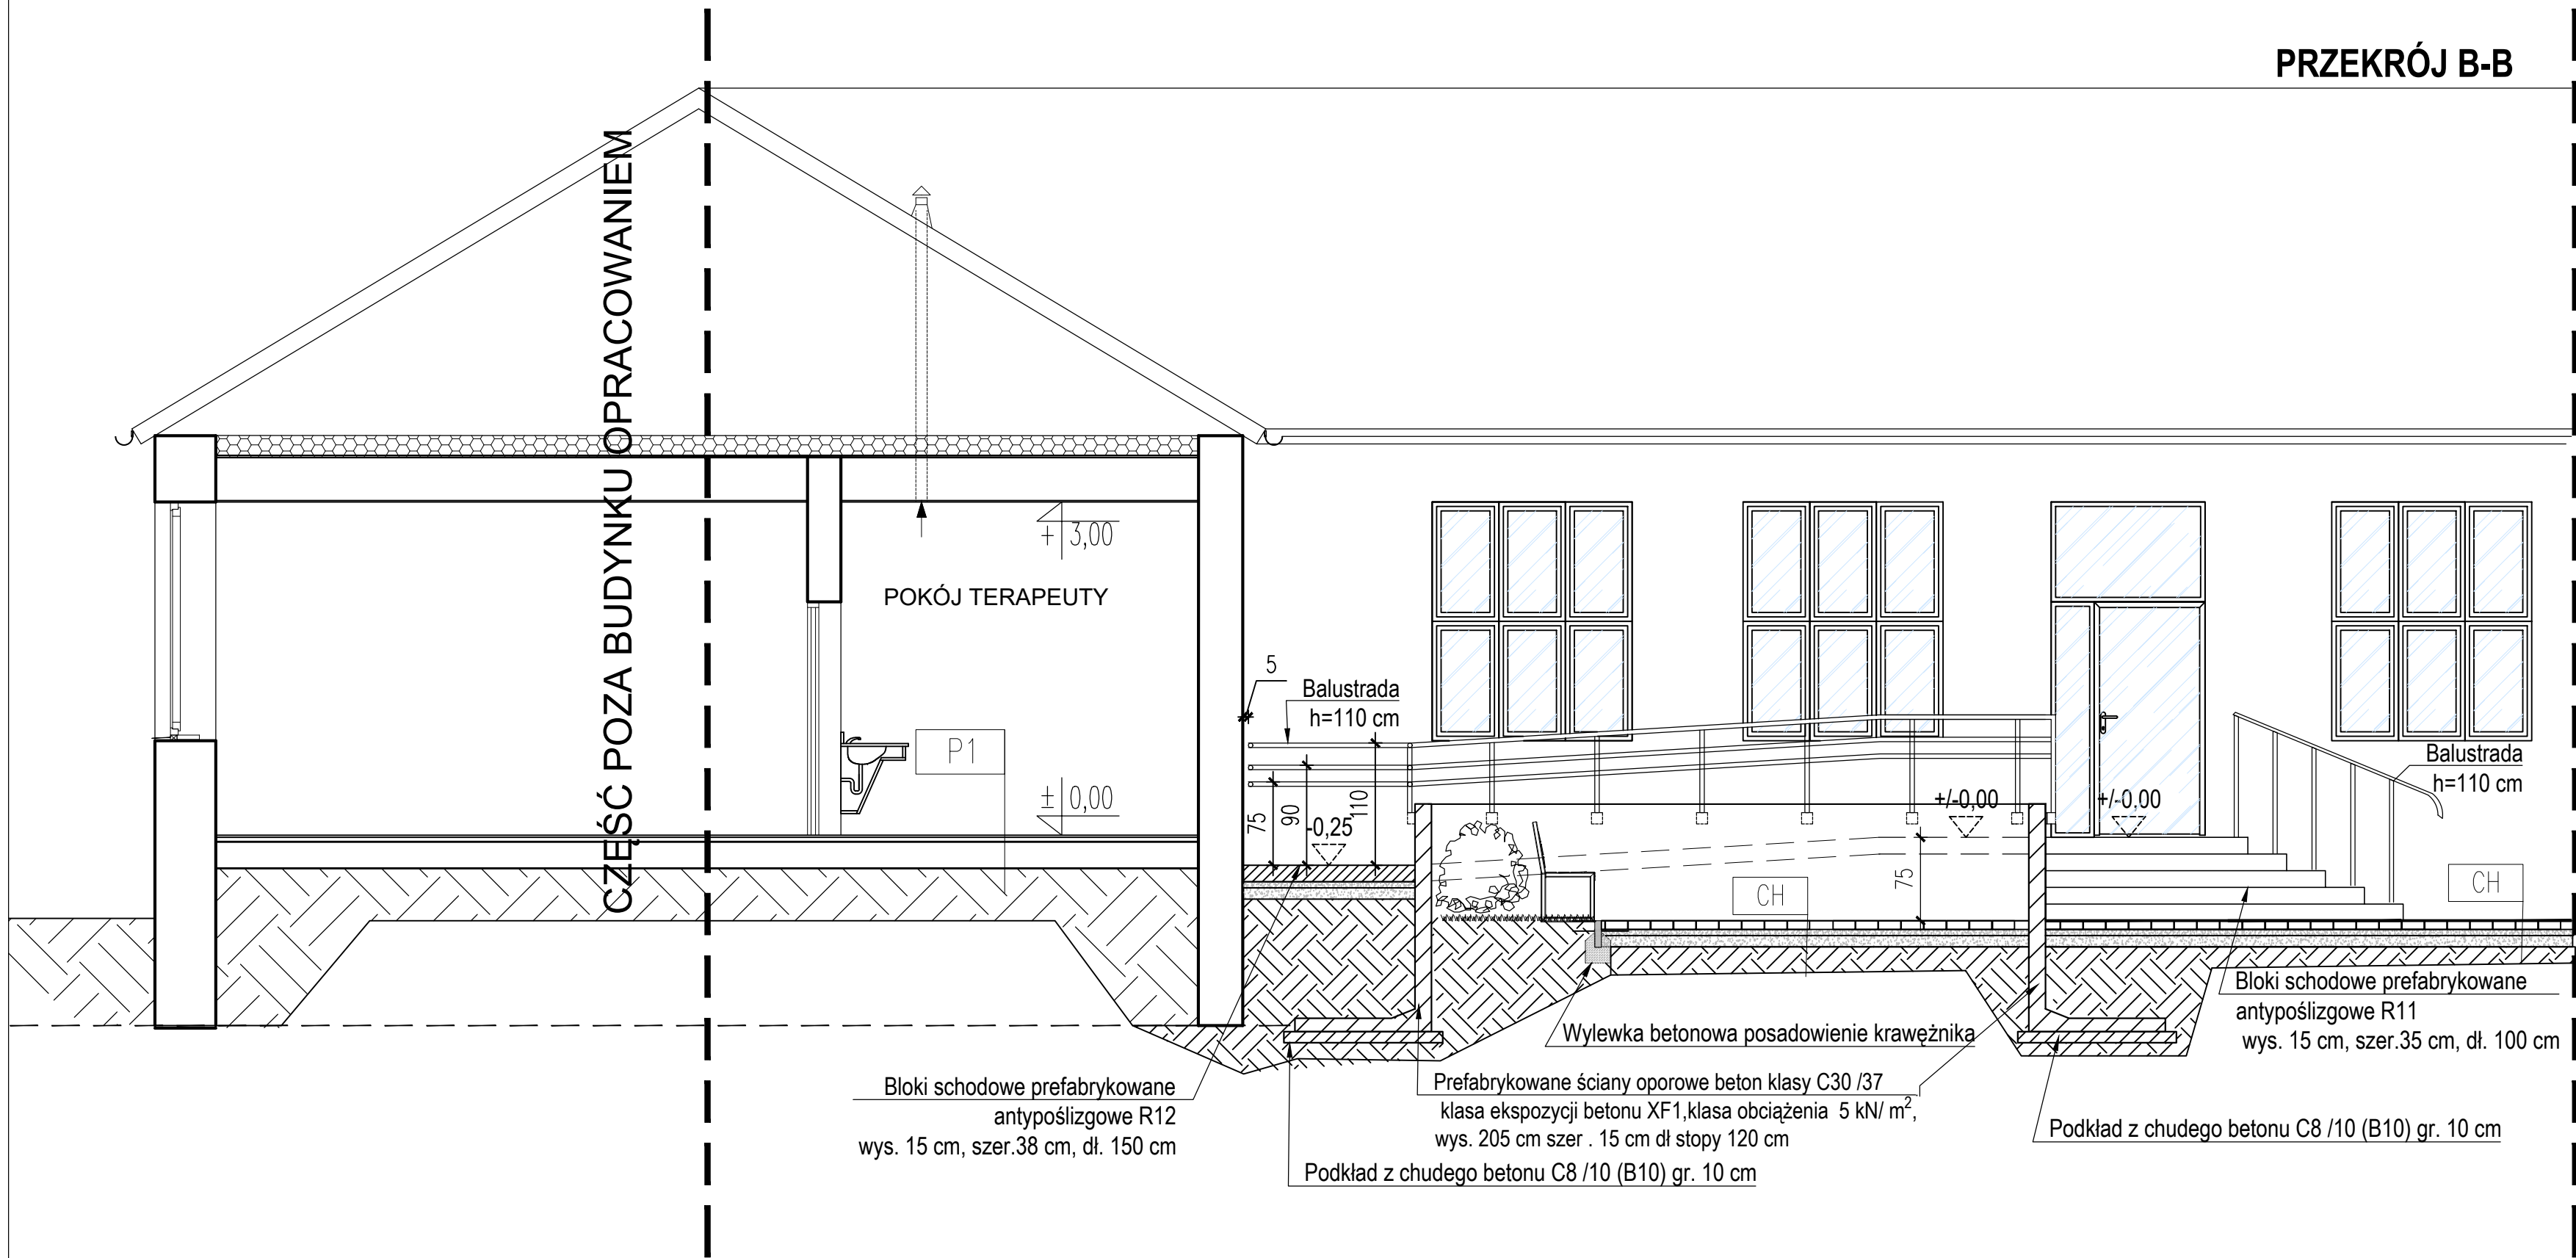 PRZEKRÓJ B-B
CZĘŚĆ POZA BUDYNKU OPRACOWANIEM
+ 3,00
POKÓJ TERAPEUTY
P1
± 0,00
5
Balustrada
h=110 cm
75
90
110
-0,25
+/-0,00
+/-0,00
75
CH
CH
Balustrada
h=110 cm
Bloki schodowe prefabrykowane
antypoślizgowe R11
wys. 15 cm, szer.35 cm, dł. 100 cm
Wylewka betonowa posadowienie krawężnika
Bloki schodowe prefabrykowane
antypoślizgowe R12
wys. 15 cm, szer.38 cm, dł. 150 cm
Prefabrykowane ściany oporowe beton klasy C30 /37
klasa ekspozycji betonu XF1,klasa obciążenia 5 kN/ m²,
wys. 205 cm szer . 15 cm dł stopy 120 cm
Podkład z chudego betonu C8 /10 (B10) gr. 10 cm
Podkład z chudego betonu C8 /10 (B10) gr. 10 cm